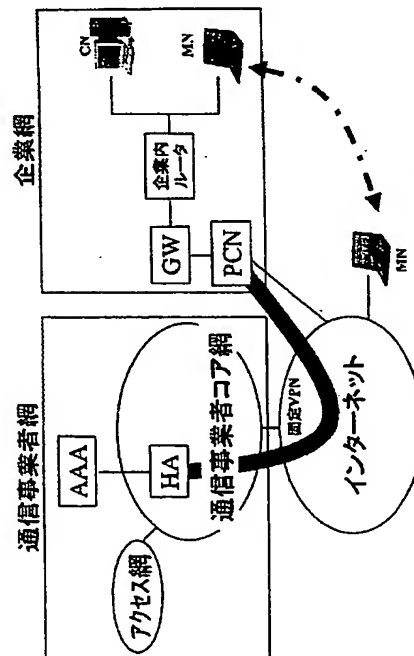 通信事業者網
企業網
AAA
HA
アクセス網
通信事業者コア網
GW
PCN
企業内
ルータ
CN
MN
固定VPN
インターネット
MN